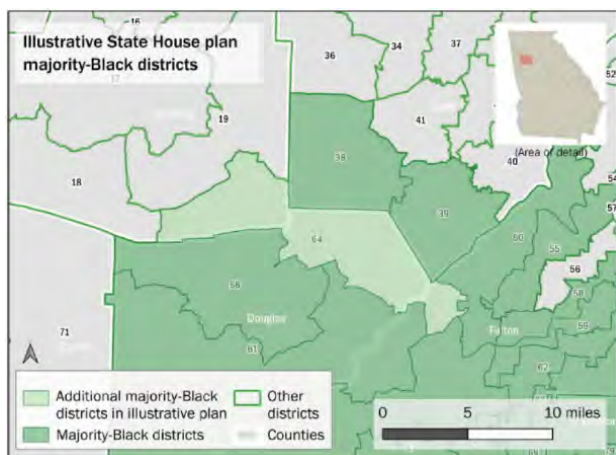 Illustrative State House plan
majority-Black districts
16
36
34
37
52
19
41
(Area of detail)
18
38
40
54
39
57
64
60
55
56
58
71
Douglas
Fulton
59
61
62
Additional majority-Black
districts in illustrative plan
Other
districts
Majority-Black districts
Counties
0 5 10 miles